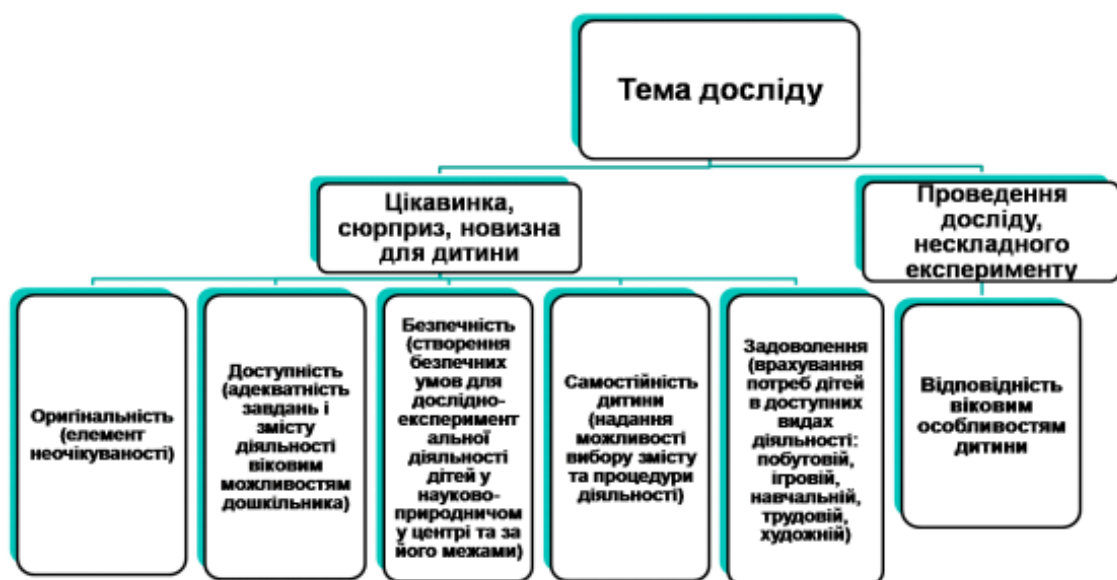 Тема досліду
Цікавинка,
сюрприз, новизна
для дитини
Проведення
досліду,
нескладного
експерименту
Оригінальність
(елемент
неочікуваності)
Доступність
(адекватність
завдань і
змісту
діяльності
віковим
можливостям
дошкільника)
Безпечність
(створення
безпечних
умов для
дослідно-
експеримент
альної
діяльності
дітей у
науково-
природничом
у центрі та за
його межами)
Самостійність
дитини
(надання
можливості
вибору змісту
та процедури
діяльності)
Задоволення
(врахування
потреб дітей
в доступних
видах
діяльності:
побутовій,
ігровій,
навчальній,
трудовій,
художній)
Відповідність
віковим
особливостям
дитини